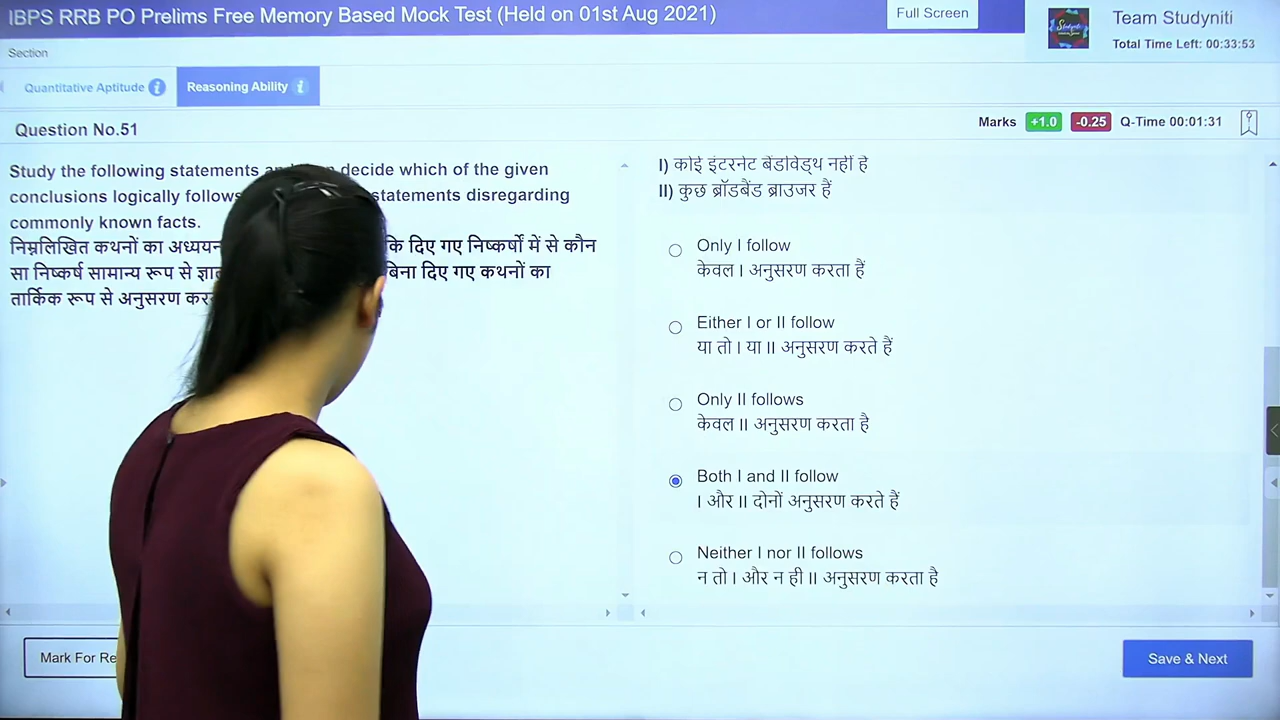 IBPS RRB PO Prelims Free Memory Based Mock Test (Held on 01st Aug 2021)
Full Screen
Team Studyniti
Total Time Left: 00:33:53
Section
Quantitative Aptitude i
Reasoning Ability i
Question No.51
Marks +1.0 -0.25 Q-Time 00:01:31
Study the following statements decide which of the given
conclusions logically follows statements disregarding
commonly known facts.
निम्नलिखित कथनों का अध्ययन कि दिए गए निष्कर्षों में से कौन
सा निष्कर्ष सामान्य रूप से बिना दिए गए कथनों का
तार्किक रूप से अनुसरण
I) कोई इंटरनेट बेंडविड्थ नहीं है
II) कुछ ब्रॉडबैंड ब्राउजर हैं
Only I follow
केवल I अनुसरण करता हैं
Either I or II follow
या तो I या II अनुसरण करते हैं
Only II follows
केवल II अनुसरण करता है
Both I and II follow
I और II दोनों अनुसरण करते हैं
Neither I nor II follows
न तो I और न ही II अनुसरण करता है
Mark For Re
Save & Next